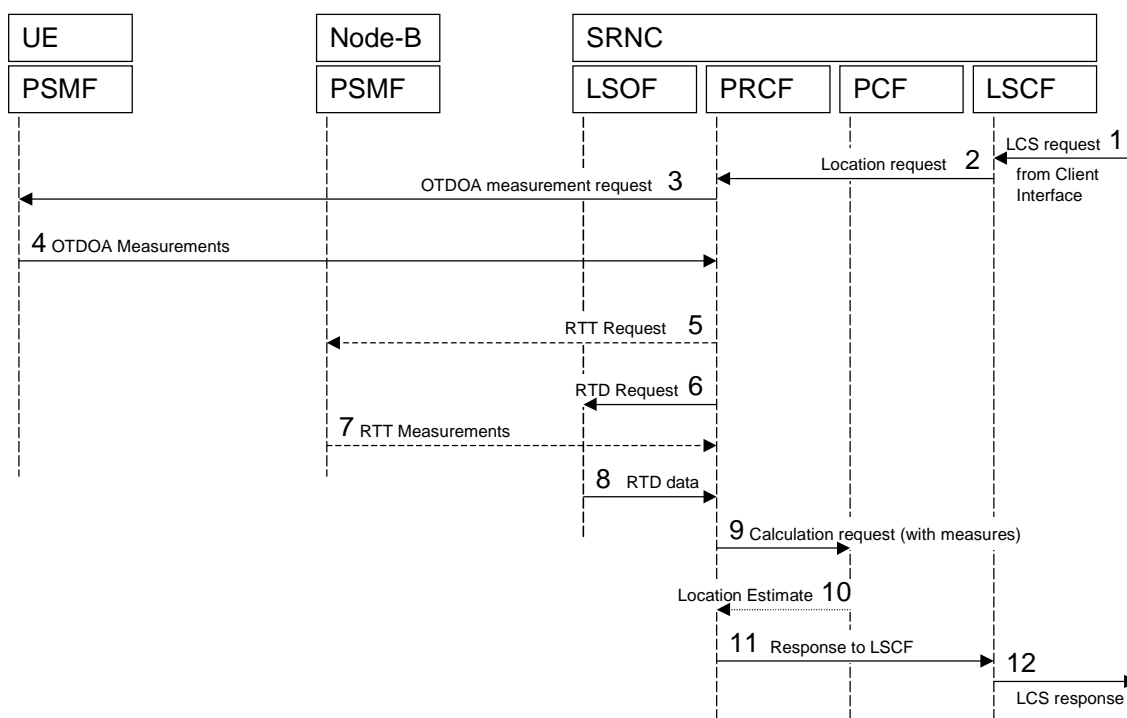 UE
Node-B
SRNC
PSMF
PSMF
LSOF
PRCF
PCF
LSCF
LCS request 1
from Client
Interface
Location request 2
OTDOA measurement request 3
4 OTDOA Measurements
RTT Request 5
RTD Request 6
7 RTT Measurements
8 RTD data
9 Calculation request (with measures)
Location Estimate 10
11 Response to LSCF
12
LCS response